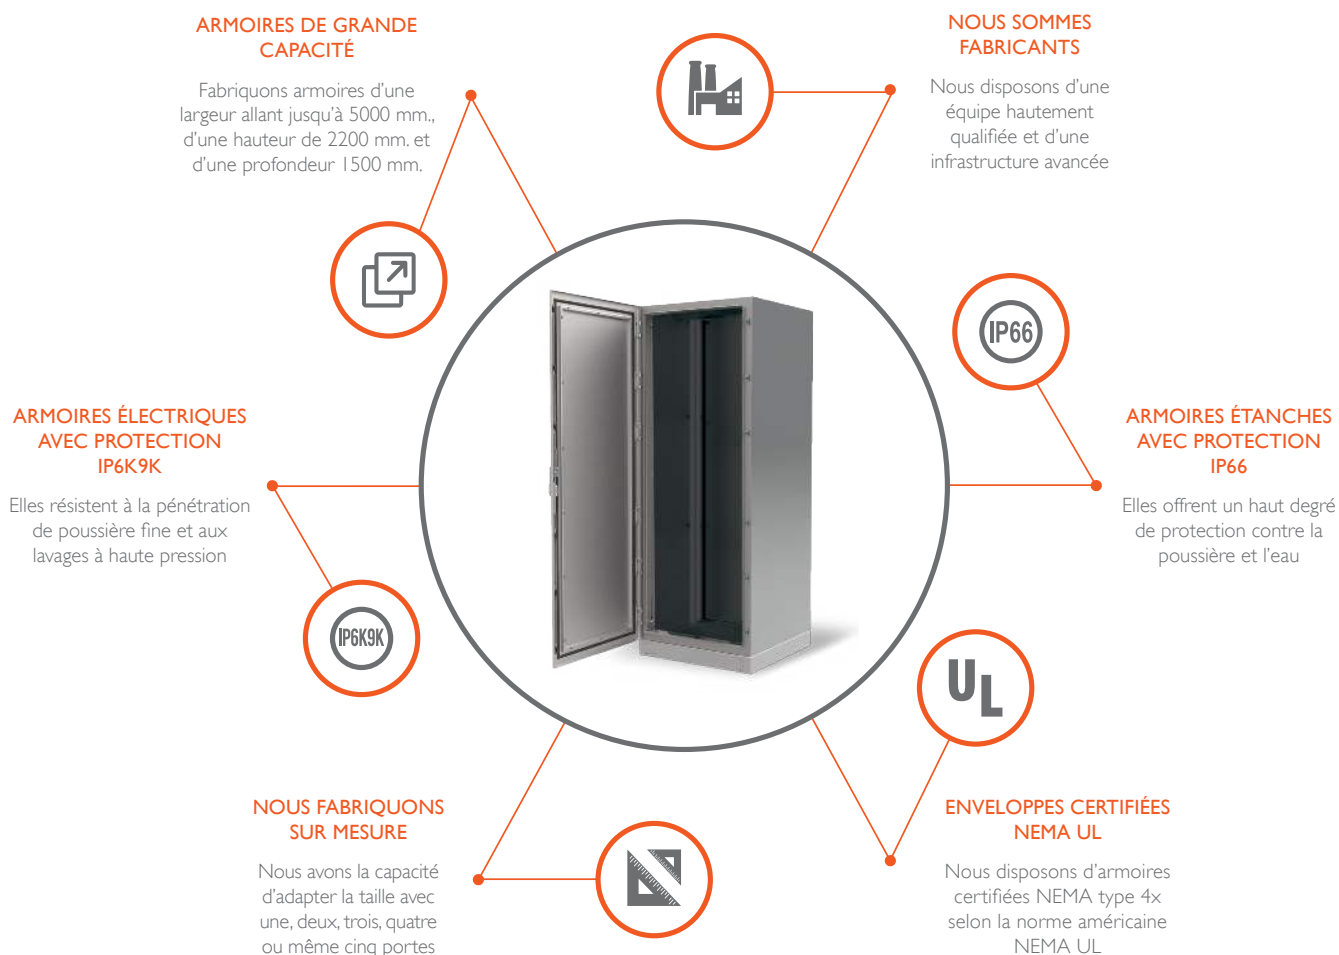 ARMOIRES DE GRANDE
CAPACITÉ
Fabriquons armoires d'une
largeur allant jusqu'à 5000 mm.,
d'une hauteur de 2200 mm. et
d'une profondeur 1500 mm.
NOUS SOMMES
FABRICANTS
Nous disposons d'une
équipe hautement
qualifiée et d'une
infrastructure avancée
IP66
ARMOIRES ÉLECTRIQUES
AVEC PROTECTION
IP6K9K
Elles résistent à la pénétration
de poussière fine et aux
lavages à haute pression
ARMOIRES ÉTANCHES
AVEC PROTECTION
IP66
Elles offrent un haut degré
de protection contre la
poussière et l'eau
IP6K9K
UL
NOUS FABRIQUONS
SUR MESURE
Nous avons la capacité
d'adapter la taille avec
une, deux, trois, quatre
ou même cinq portes
ENVELOPPES CERTIFIÉES
NEMA UL
Nous disposons d'armoires
certifiées NEMA type 4x
selon la norme américaine
NEMA UL